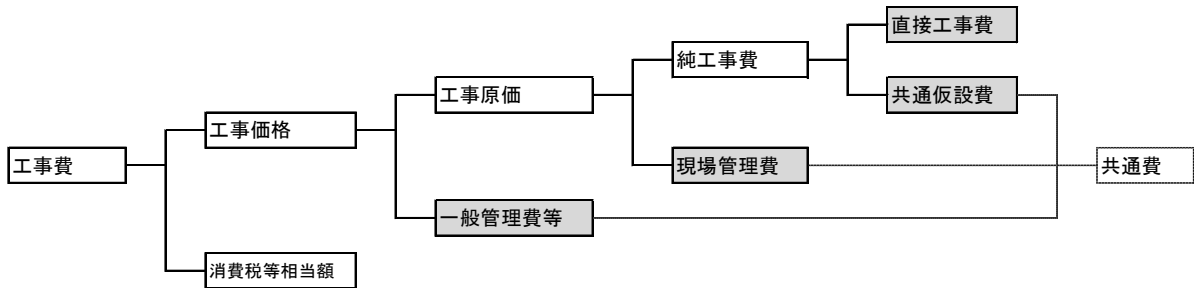 直接工事費
純工事費
工事原価
共通仮設費
工事価格
工事費
現場管理費
共通費
一般管理費等
消費税等相当額